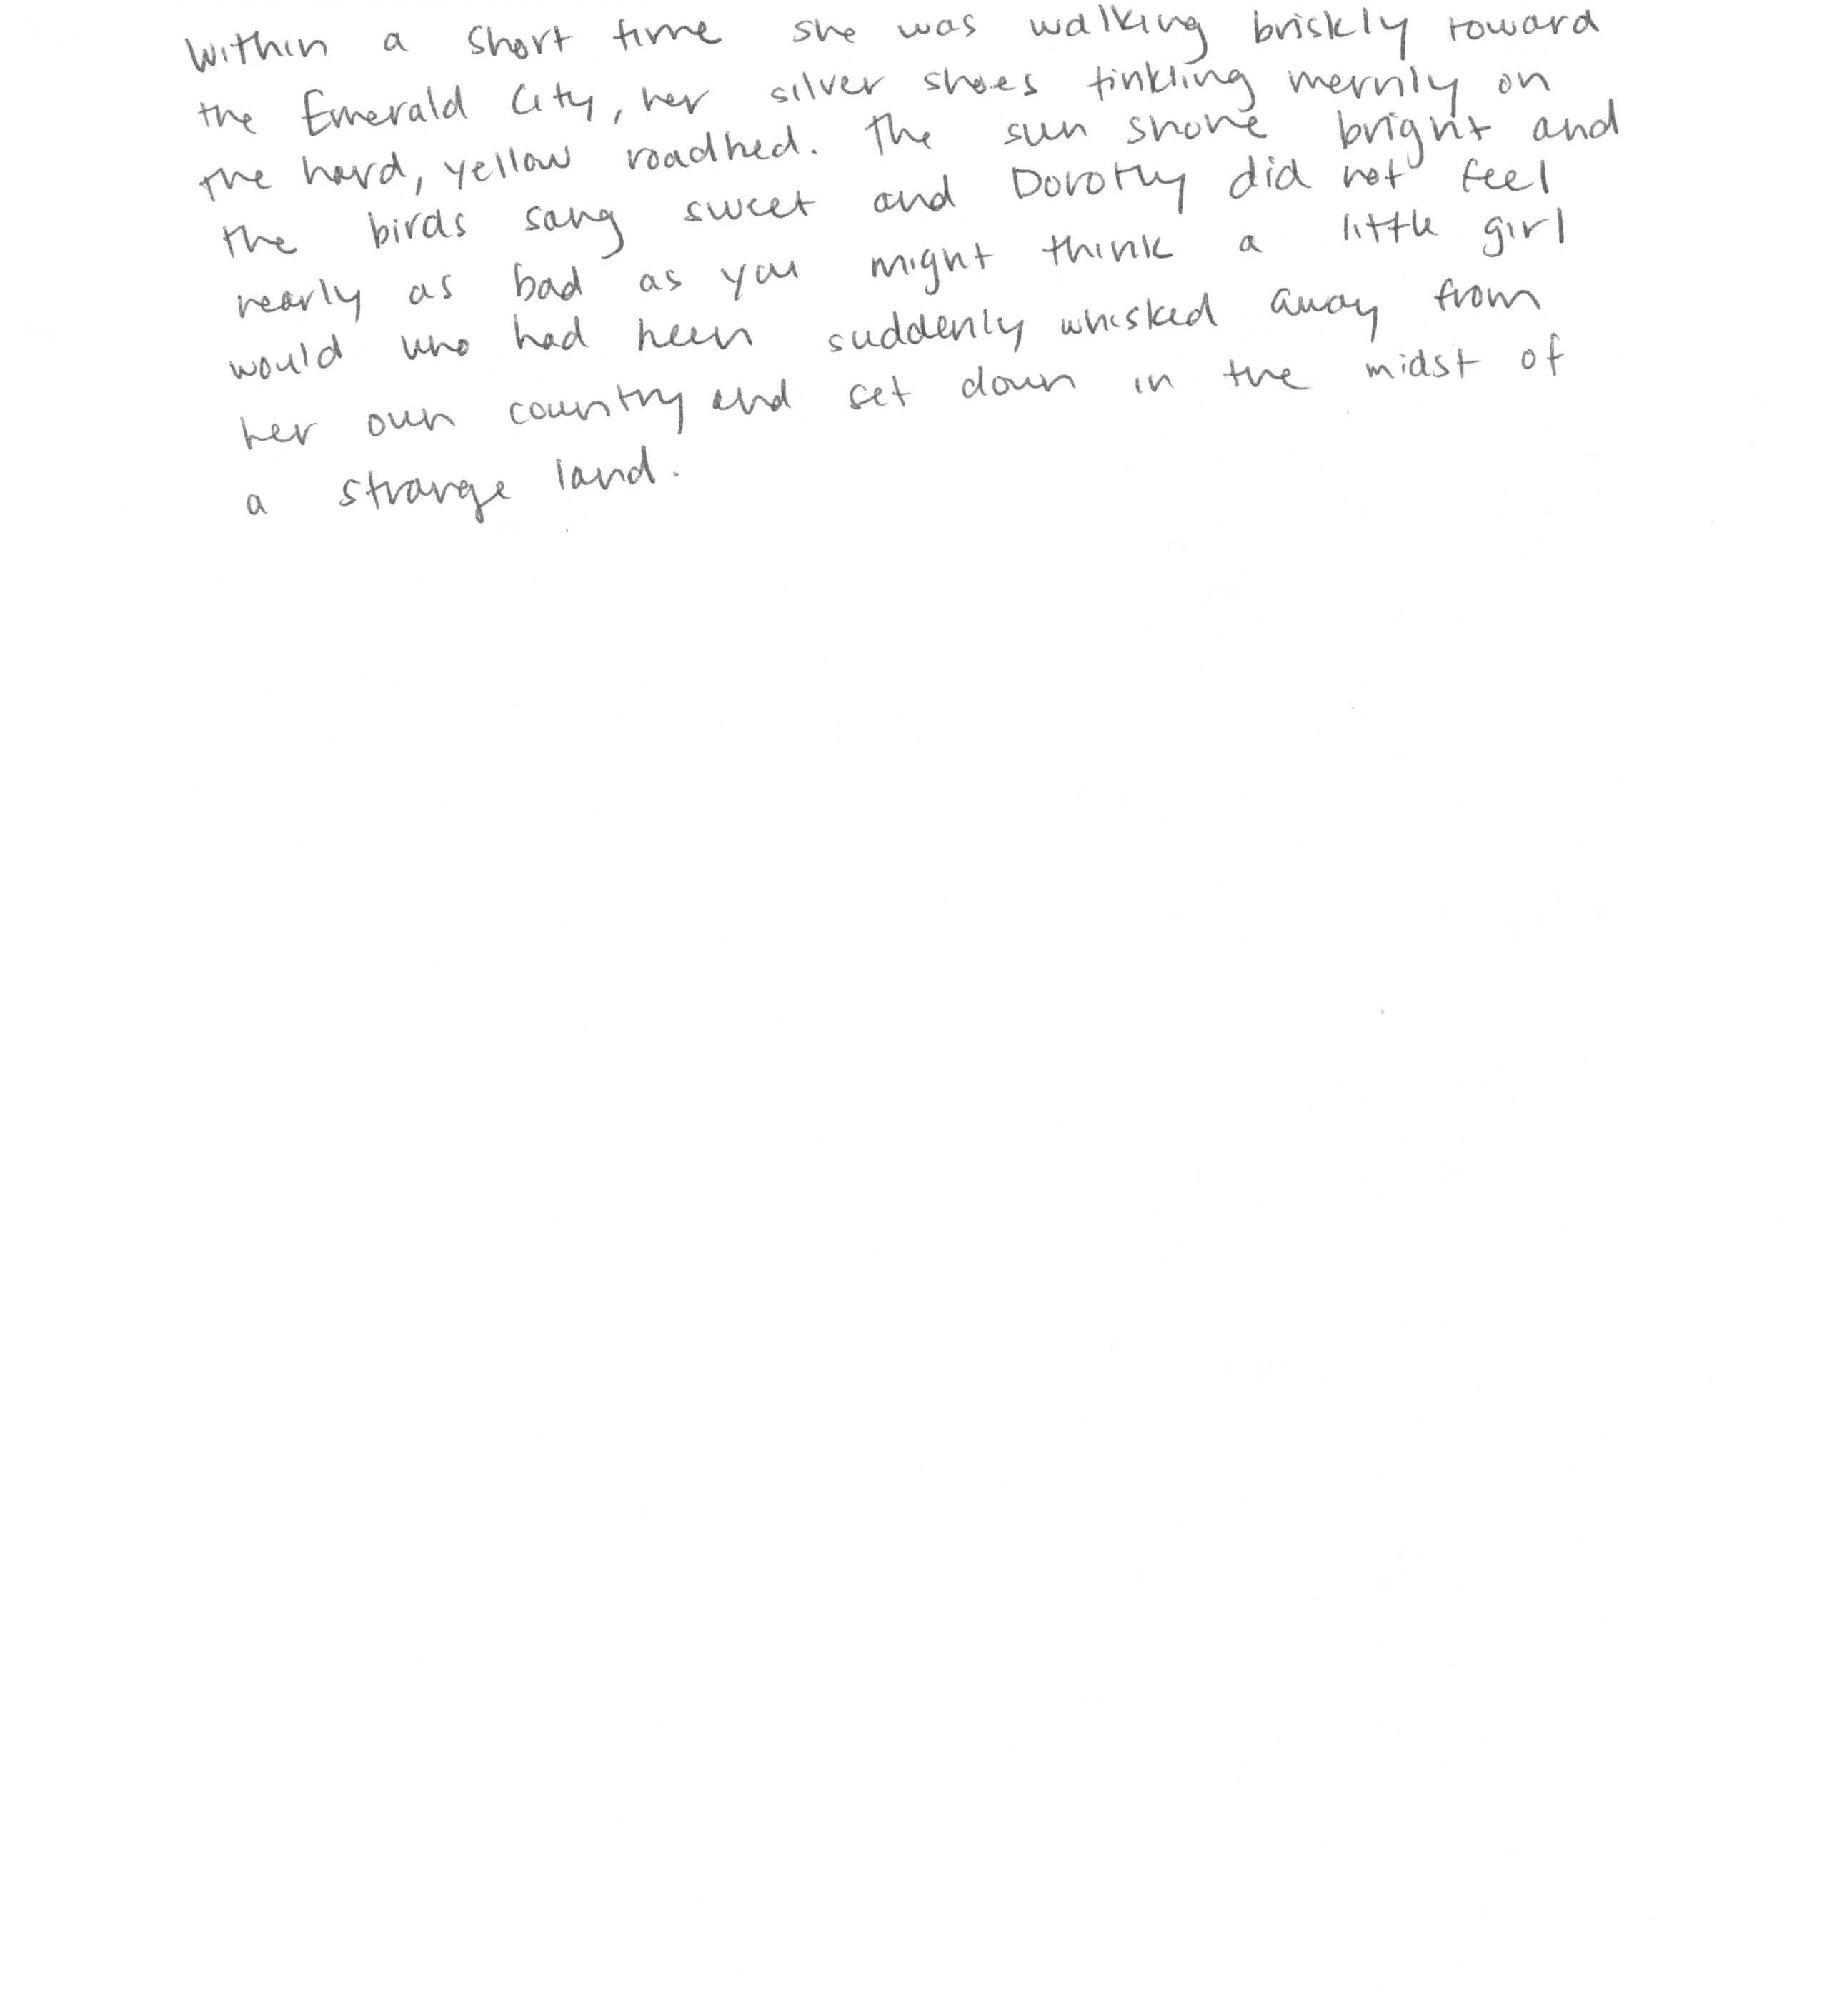 Within a short time she was walking briskly toward
the Emerald City, her silver shoes tinkling merrily on
the hard, yellow roadbed. The sun shone bright and
the birds sang sweet and Dorothy did not feel
nearly as bad as you might think a little girl
would who had been suddenly whisked away from
her own country and set down in the midst of
a strange land.